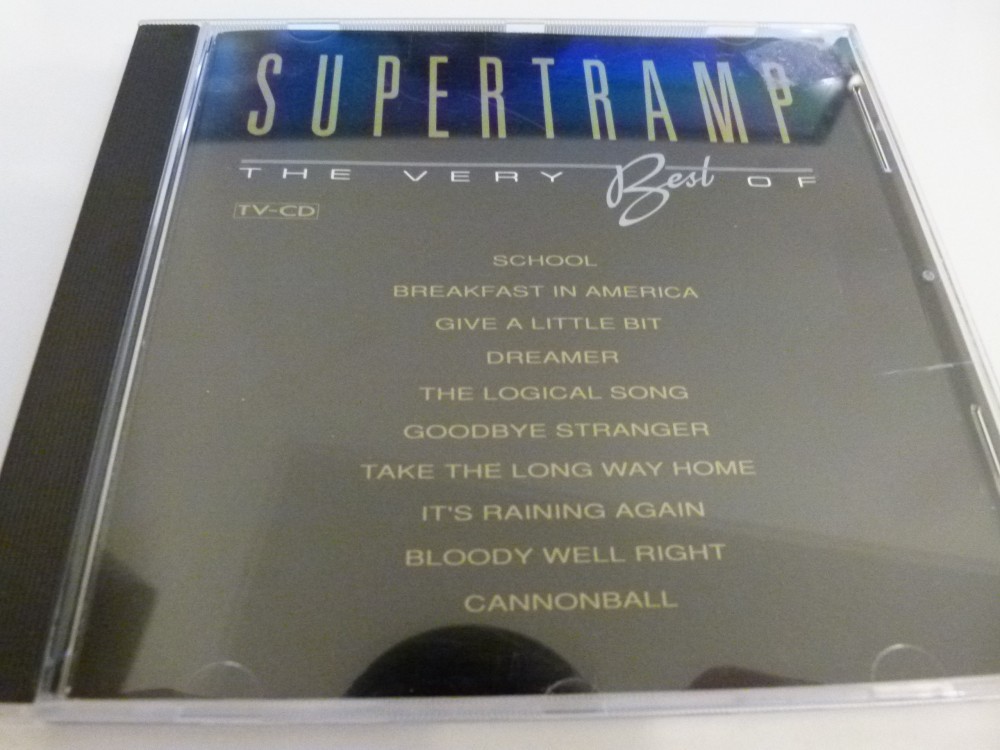 SUPERTRAMP
THE VERY Best OF
TV-CD
SCHOOL
BREAKFAST IN AMERICA
GIVE A LITTLE BIT
DREAMER
THE LOGICAL SONG
GOODBYE STRANGER
TAKE THE LONG WAY HOME
IT'S RAINING AGAIN
BLOODY WELL RIGHT
CANNONBALL